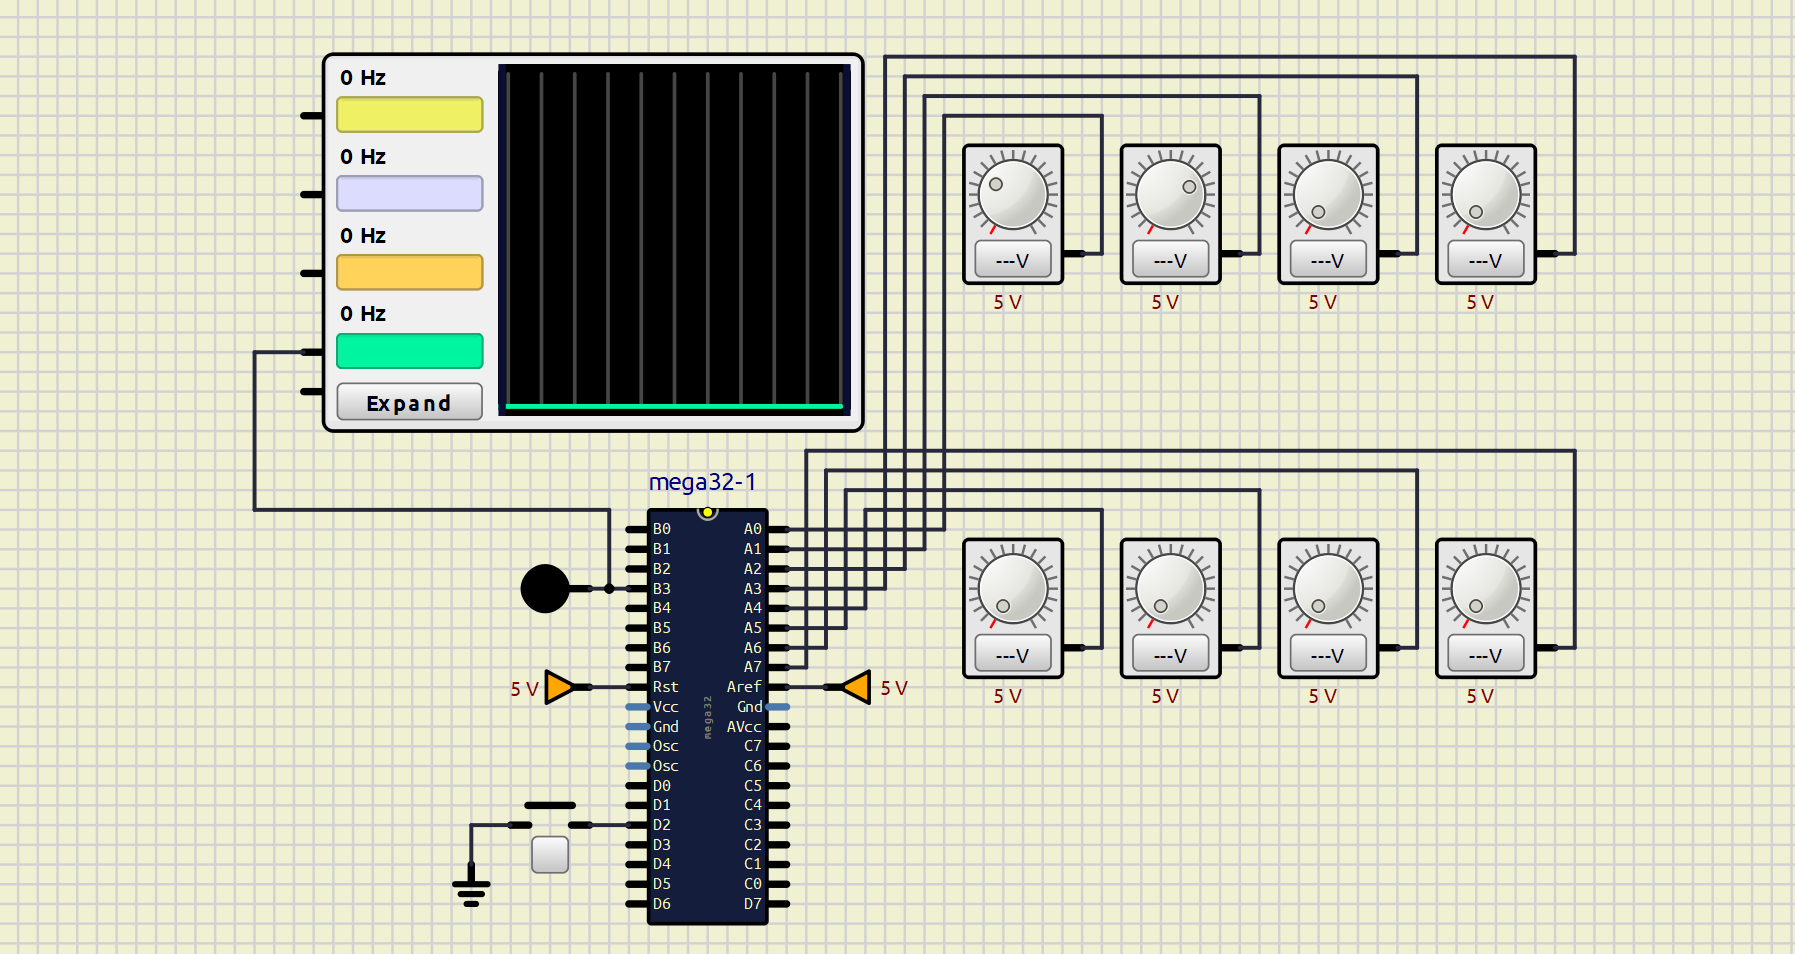 0 Hz
0 Hz
0 Hz
0 Hz
Expand
---V
---V
---V
---V
5 V
5 V
5 V
5 V
mega32-1
B0 A0
B1 A1
B2 A2
B3 A3
B4 A4
B5 A5
B6 A6
B7 A7
5 V Rst Aref 5 V
Vcc Gnd
Gnd AVcc
Osc C7
Osc C6
D0 C5
D1 C4
D2 C3
D3 C2
D4 C1
D5 C0
D6 D7
mega32
---V
---V
---V
---V
5 V
5 V
5 V
5 V